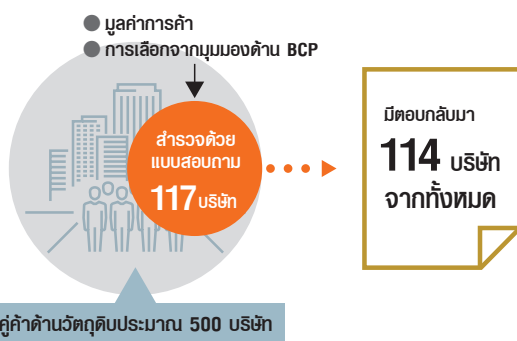 มูลค่าการค้า
การเลือกจากมุมมองด้าน BCP
สำรวจด้วย
แบบสอบถาม
117 บริษัท
มีตอบกลับมา
114 บริษัท
จากทั้งหมด
คู่ค้าด้านวัตถุดิบประมาณ 500 บริษัท